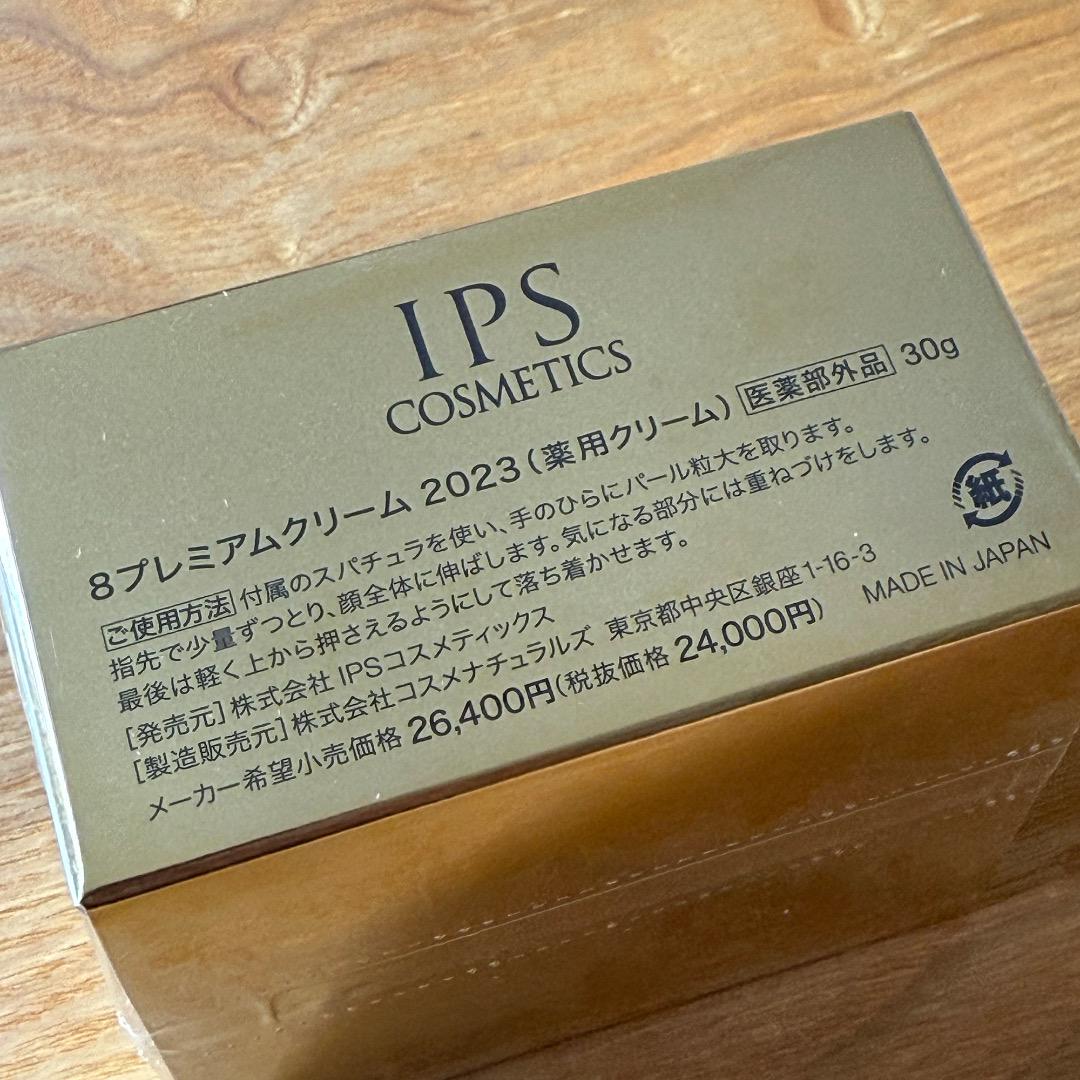 IPS
COSMETICS
8プレミアムクリーム 2023（薬用クリーム） 医薬部外品 30g
ご使用方法 付属のスパチュラを使い、手のひらにパール粒大を取ります。
指先で少量ずつとり、顔全体に伸ばします。気になる部分には重ねづけをします。
最後は軽く上から押さえるようにして落ち着かせます。
［発売元］株式会社 IPSコスメティックス
［製造販売元］株式会社コスメナチュラルズ 東京都中央区銀座1-16-3
メーカー希望小売価格 26,400円（税抜価格 24,000円）
紙
MADE IN JAPAN